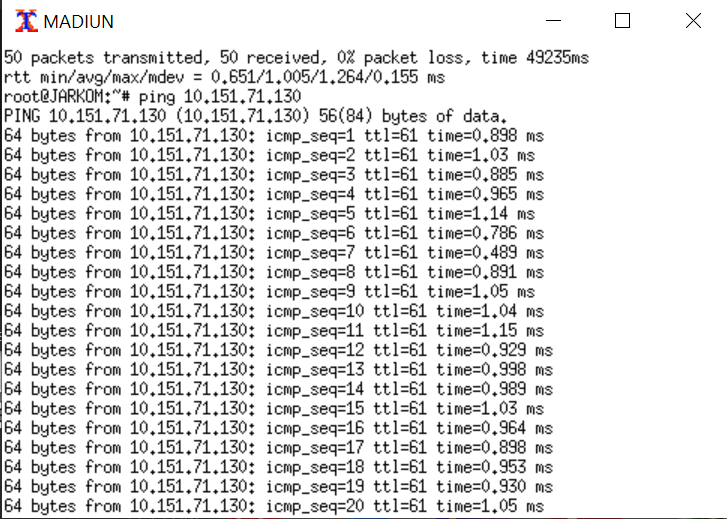 MADIUN
50 packets transmitted, 50 received, 0% packet loss, time 49235ms
rtt min/avg/max/mdev = 0.651/1.005/1.264/0.155 ms
root@JARKOM:~# ping 10.151.71.130
PING 10.151.71.130 (10.151.71.130) 56(84) bytes of data.
64 bytes from 10.151.71.130: icmp_seq=1 ttl=61 time=0.898 ms
64 bytes from 10.151.71.130: icmp_seq=2 ttl=61 time=1.03 ms
64 bytes from 10.151.71.130: icmp_seq=3 ttl=61 time=0.885 ms
64 bytes from 10.151.71.130: icmp_seq=4 ttl=61 time=0.965 ms
64 bytes from 10.151.71.130: icmp_seq=5 ttl=61 time=1.14 ms
64 bytes from 10.151.71.130: icmp_seq=6 ttl=61 time=0.786 ms
64 bytes from 10.151.71.130: icmp_seq=7 ttl=61 time=0.489 ms
64 bytes from 10.151.71.130: icmp_seq=8 ttl=61 time=0.891 ms
64 bytes from 10.151.71.130: icmp_seq=9 ttl=61 time=1.05 ms
64 bytes from 10.151.71.130: icmp_seq=10 ttl=61 time=1.04 ms
64 bytes from 10.151.71.130: icmp_seq=11 ttl=61 time=1.15 ms
64 bytes from 10.151.71.130: icmp_seq=12 ttl=61 time=0.929 ms
64 bytes from 10.151.71.130: icmp_seq=13 ttl=61 time=0.998 ms
64 bytes from 10.151.71.130: icmp_seq=14 ttl=61 time=0.989 ms
64 bytes from 10.151.71.130: icmp_seq=15 ttl=61 time=1.03 ms
64 bytes from 10.151.71.130: icmp_seq=16 ttl=61 time=0.964 ms
64 bytes from 10.151.71.130: icmp_seq=17 ttl=61 time=0.898 ms
64 bytes from 10.151.71.130: icmp_seq=18 ttl=61 time=0.953 ms
64 bytes from 10.151.71.130: icmp_seq=19 ttl=61 time=0.930 ms
64 bytes from 10.151.71.130: icmp_seq=20 ttl=61 time=1.05 ms